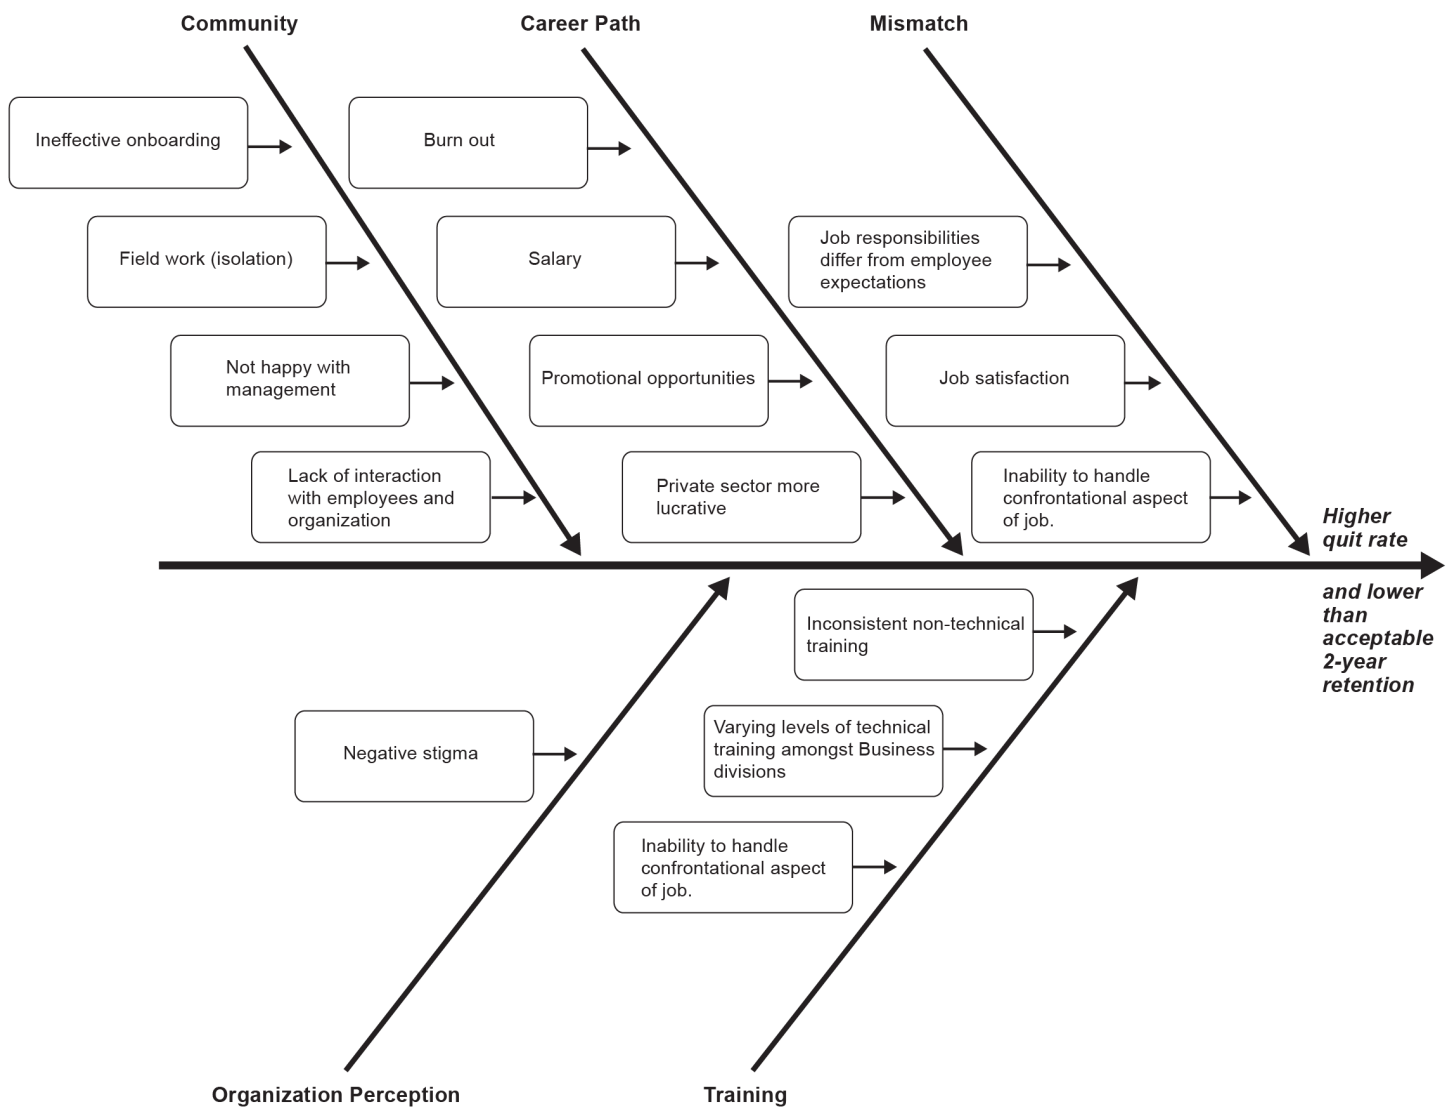 Community
Career Path
Mismatch
Ineffective onboarding
Burn out
Field work (isolation)
Salary
Job responsibilities
differ from employee
expectations
Not happy with
management
Promotional opportunities
Job satisfaction
Lack of interaction
with employees and
organization
Private sector more
lucrative
Inability to handle
confrontational aspect
of job.
Higher
quit rate
and lower
than
acceptable
2-year
retention
Inconsistent non-technical
training
Negative stigma
Varying levels of technical
training amongst Business
divisions
Inability to handle
confrontational aspect
of job.
Organization Perception
Training